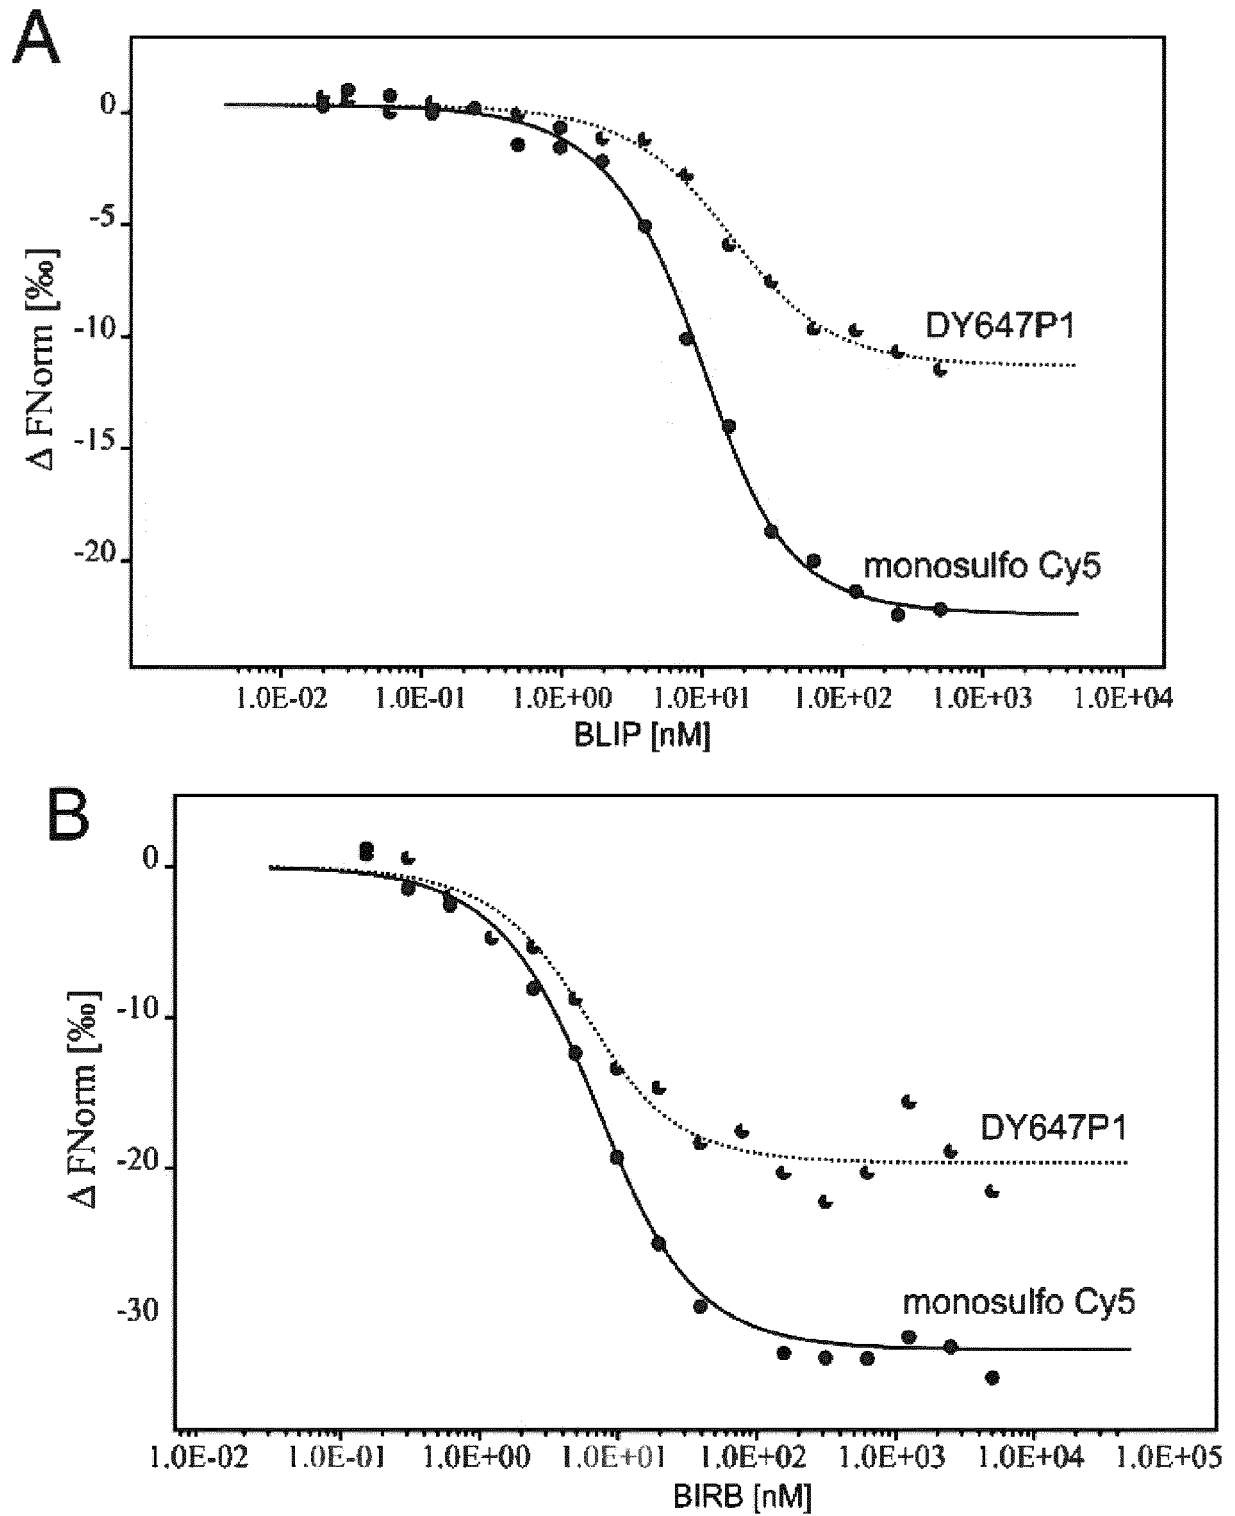 A
0
-5
-10
-15
-20
Δ FNorm [‰]
DY647P1
monosulfo Cy5
1.0E-02 1.0E-01 1.0E+00 1.0E+01 1.0E+02 1.0E+03 1.0E+04
BLIP [nM]
B
0
-10
-20
-30
Δ FNorm [‰]
DY647P1
monosulfo Cy5
1.0E-02 1.0E-01 1.0E+00 1.0E+01 1.0E+02 1.0E+03 1.0E+04 1.0E+05
BIRB [nM]